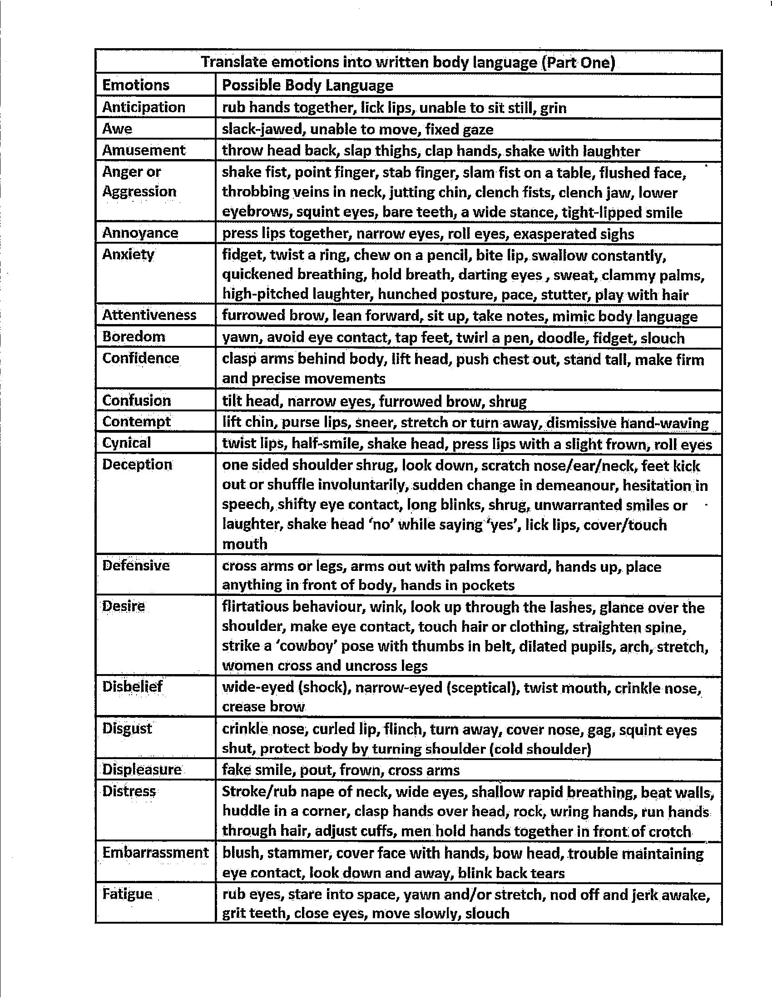 Translate emotions into written body language (Part One)
Emotions Possible Body Language
Anticipation rub hands together, lick lips, unable to sit still, grin
Awe slack-jawed, unable to move, fixed gaze
Amusement throw head back, slap thighs, clap hands, shake with laughter
Anger or shake fist, point finger, stab finger, slam fist on a table, flushed face,
Aggression throbbing veins in neck, jutting chin, clench fists, clench jaw, lower
eyebrows, squint eyes, bare teeth, a wide stance, tight-lipped smile
Annoyance press lips together, narrow eyes, roll eyes, exasperated sighs
Anxiety fidget, twist a ring, chew on a pencil, bite lip, swallow constantly,
quickened breathing, hold breath, darting eyes , sweat, clammy palms,
high-pitched laughter, hunched posture, pace, stutter, play with hair
Attentiveness furrowed brow, lean forward, sit up, take notes, mimic body language
Boredom yawn, avoid eye contact, tap feet, twirl a pen, doodle, fidget, slouch
Confidence clasp arms behind body, lift head, push chest out, stand tall, make firm
and precise movements
Confusion tilt head, narrow eyes, furrowed brow, shrug
Contempt lift chin, purse lips, sneer, stretch or turn away, dismissive hand-waving
Cynical twist lips, half-smile, shake head, press lips with a slight frown, roll eyes
Deception one sided shoulder shrug, look down, scratch nose/ear/neck, feet kick
out or shuffle involuntarily, sudden change in demeanour, hesitation in
speech, shifty eye contact, long blinks, shrug, unwarranted smiles or
laughter, shake head ‘no’ while saying ‘yes’, lick lips, cover/touch
mouth
Defensive cross arms or legs, arms out with palms forward, hands up, place
anything in front of body, hands in pockets
Desire flirtatious behaviour, wink, look up through the lashes, glance over the
shoulder, make eye contact, touch hair or clothing, straighten spine,
strike a ‘cowboy’ pose with thumbs in belt, dilated pupils, arch, stretch,
women cross and uncross legs
Disbelief wide-eyed (shock), narrow-eyed (sceptical), twist mouth, crinkle nose,
crease brow
Disgust crinkle nose, curled lip, flinch, turn away, cover nose, gag, squint eyes
shut, protect body by turning shoulder (cold shoulder)
Displeasure fake smile, pout, frown, cross arms
Distress Stroke/rub nape of neck, wide eyes, shallow rapid breathing, beat walls,
huddle in a corner, clasp hands over head, rock, wring hands, run hands
through hair, adjust cuffs, men hold hands together in front of crotch
Embarrassment blush, stammer, cover face with hands, bow head, trouble maintaining
eye contact, look down and away, blink back tears
Fatigue rub eyes, stare into space, yawn and/or stretch, nod off and jerk awake,
grit teeth, close eyes, move slowly, slouch